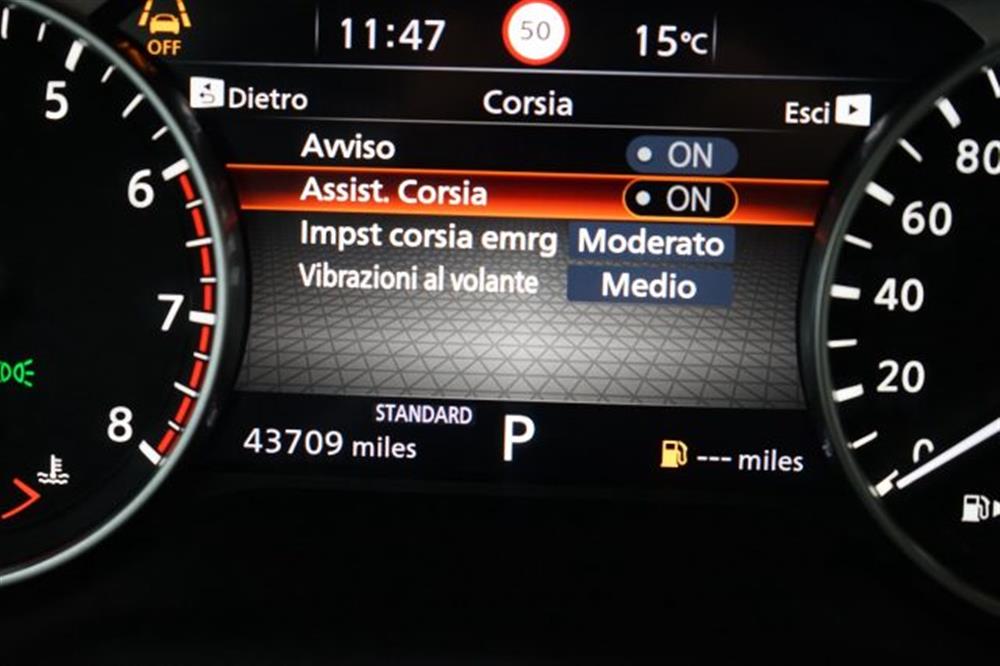 OFF
11:47
50
15°C
Dietro
Corsia
Esci
Avviso
ON
Assist. Corsia
ON
Impst corsia emrg
Moderato
Vibrazioni al volante
Medio
STANDARD
43709 miles
P
--- miles
5
6
7
8
80
60
40
20
0